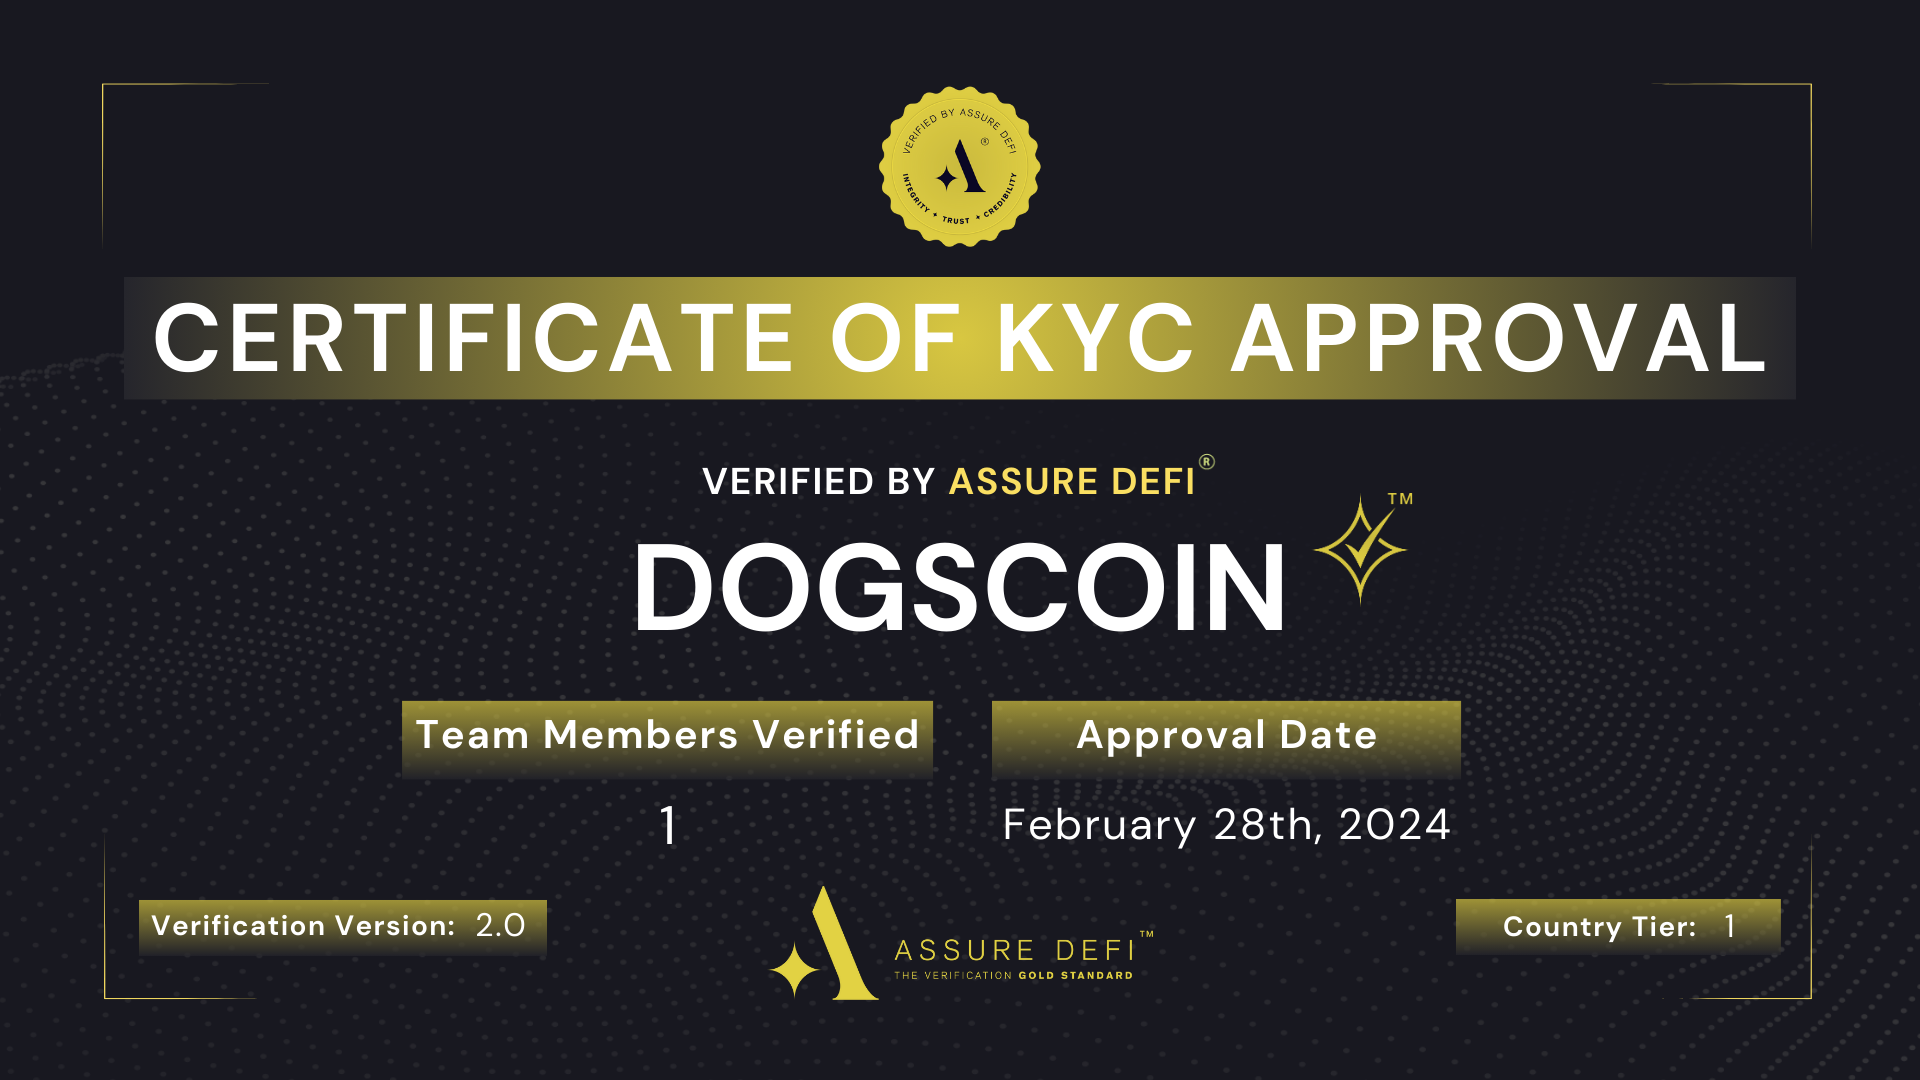 VERIFIED BY ASSURE DEFI
®
INTEGRITY ✦ TRUST ✦ CREDIBILITY
CERTIFICATE OF KYC APPROVAL
VERIFIED BY ASSURE DEFI®
DOGSCOIN
TM
Team Members Verified
1
Approval Date
February 28th, 2024
Verification Version: 2.0
ASSURE DEFI™
THE VERIFICATION GOLD STANDARD
Country Tier: 1